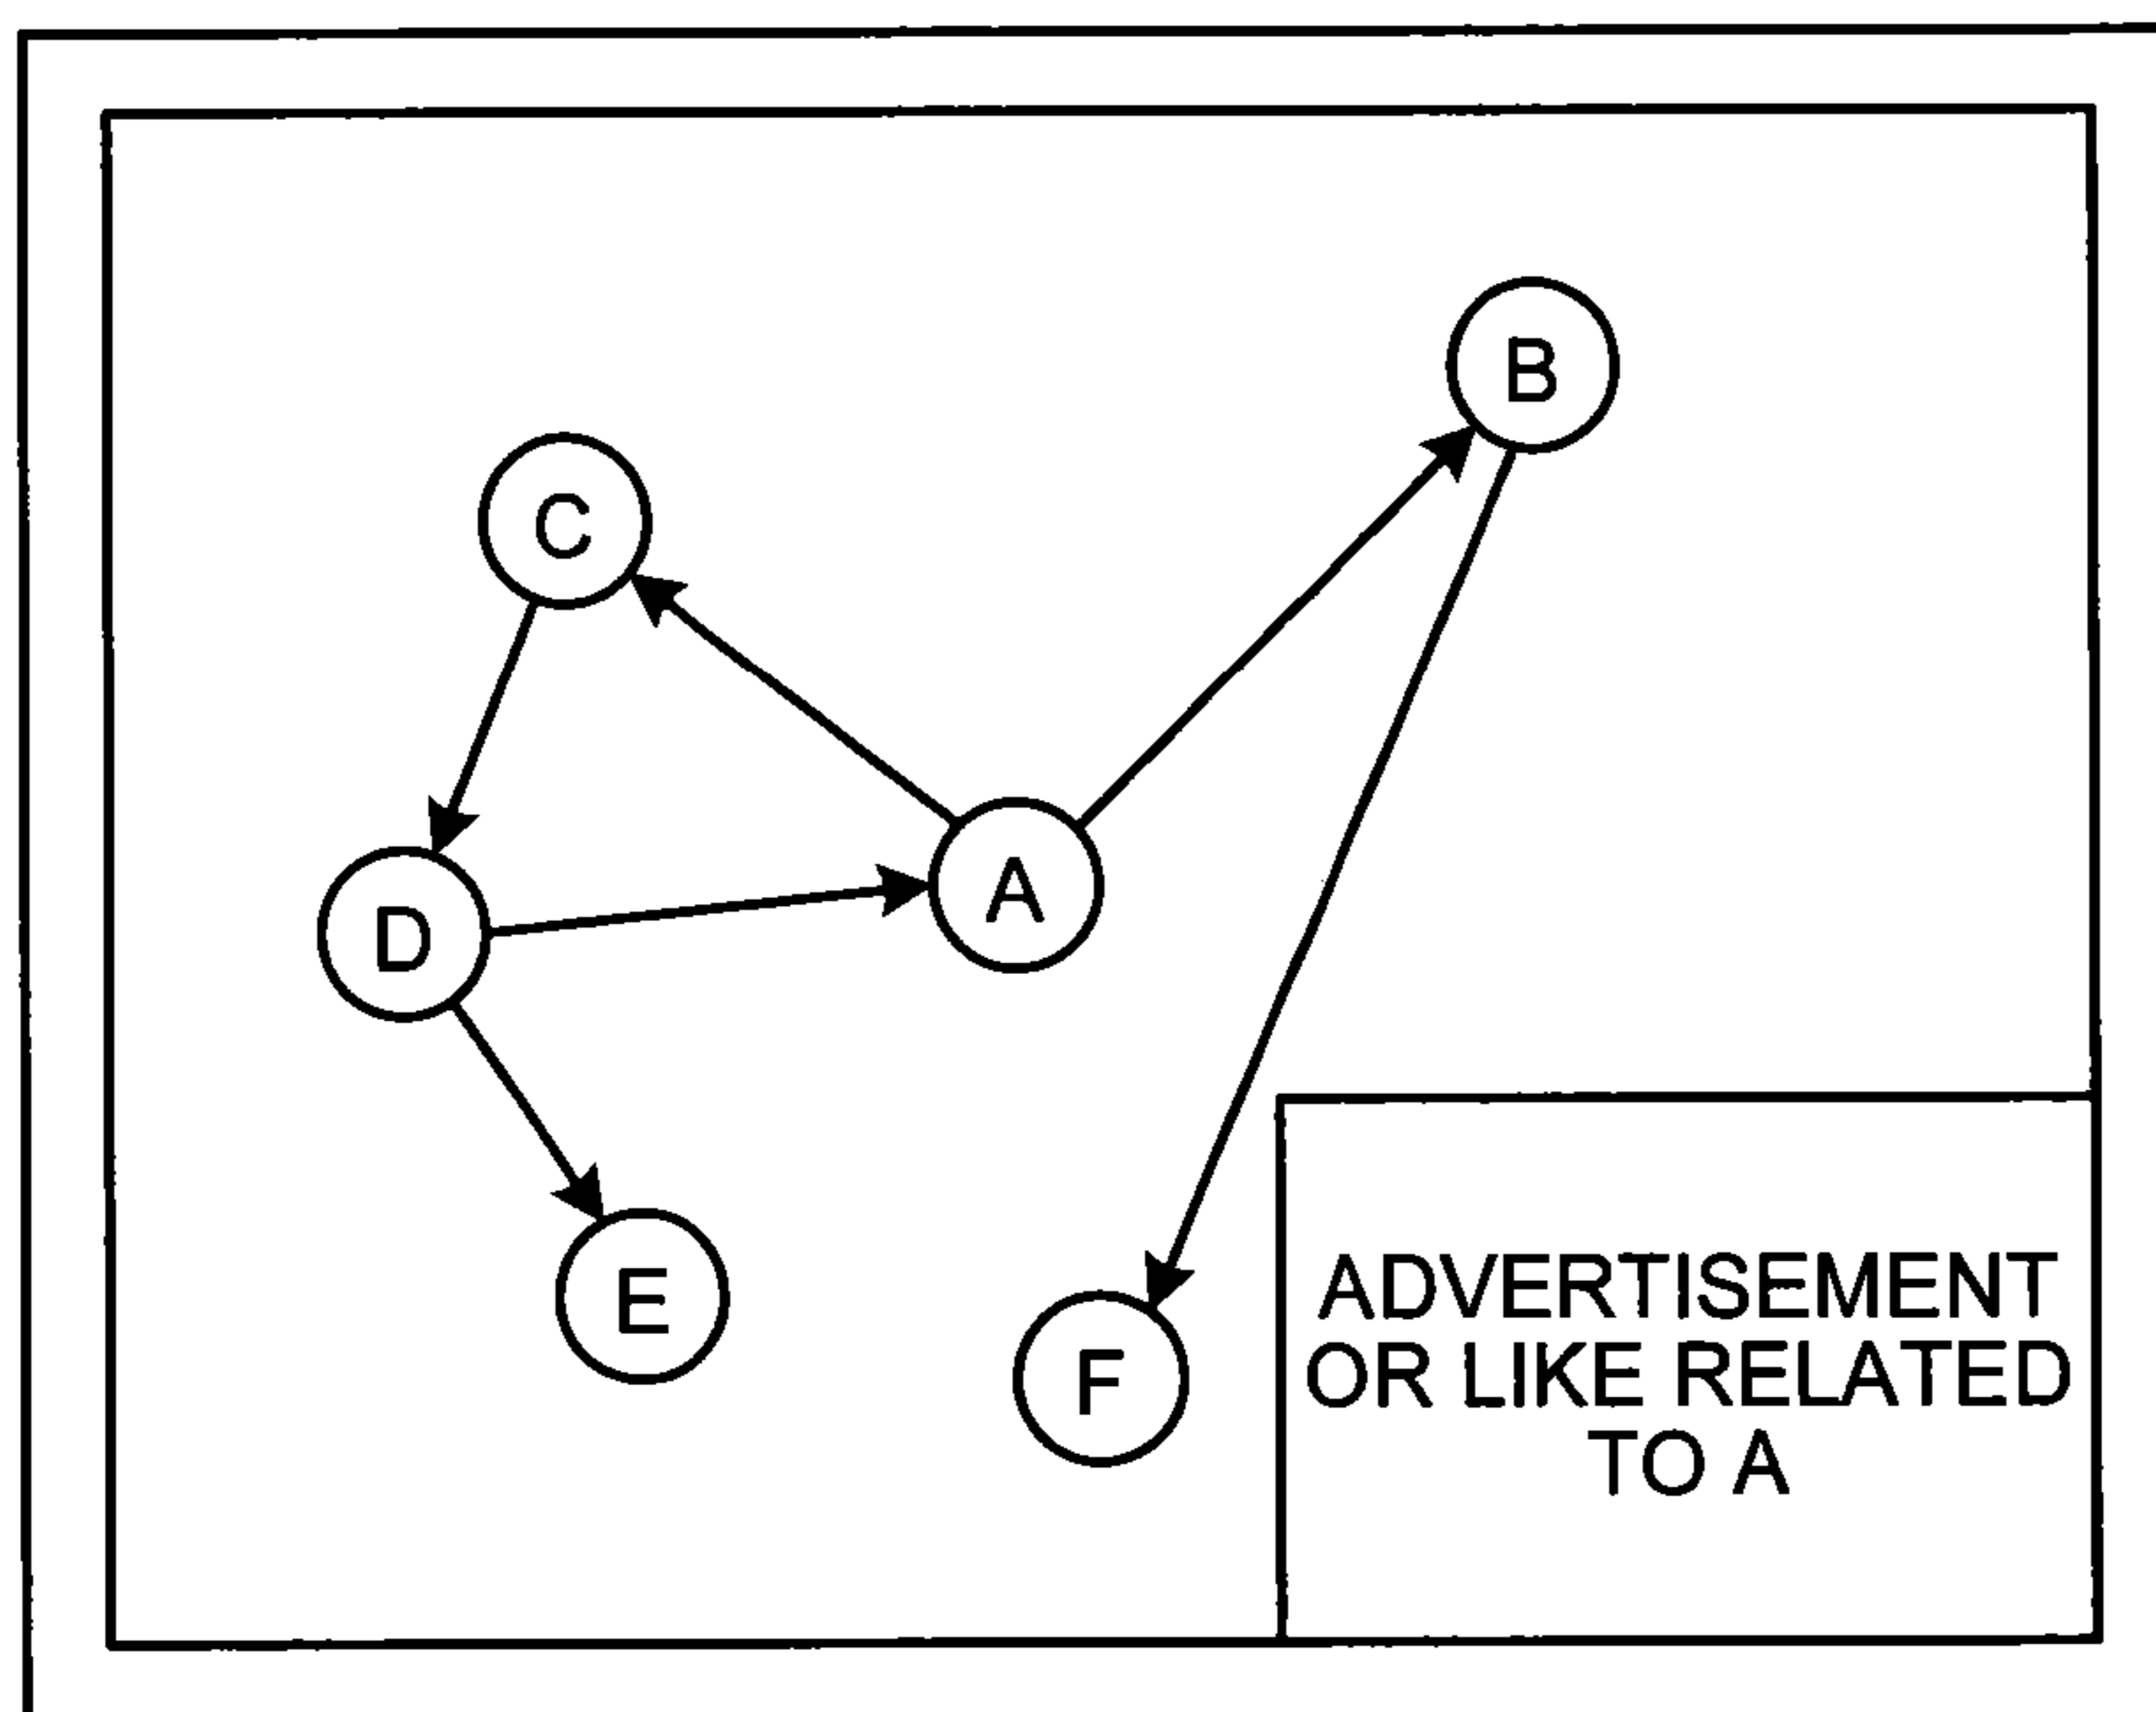 B
C
A
D
E
F
ADVERTISEMENT
OR LIKE RELATED
TO A